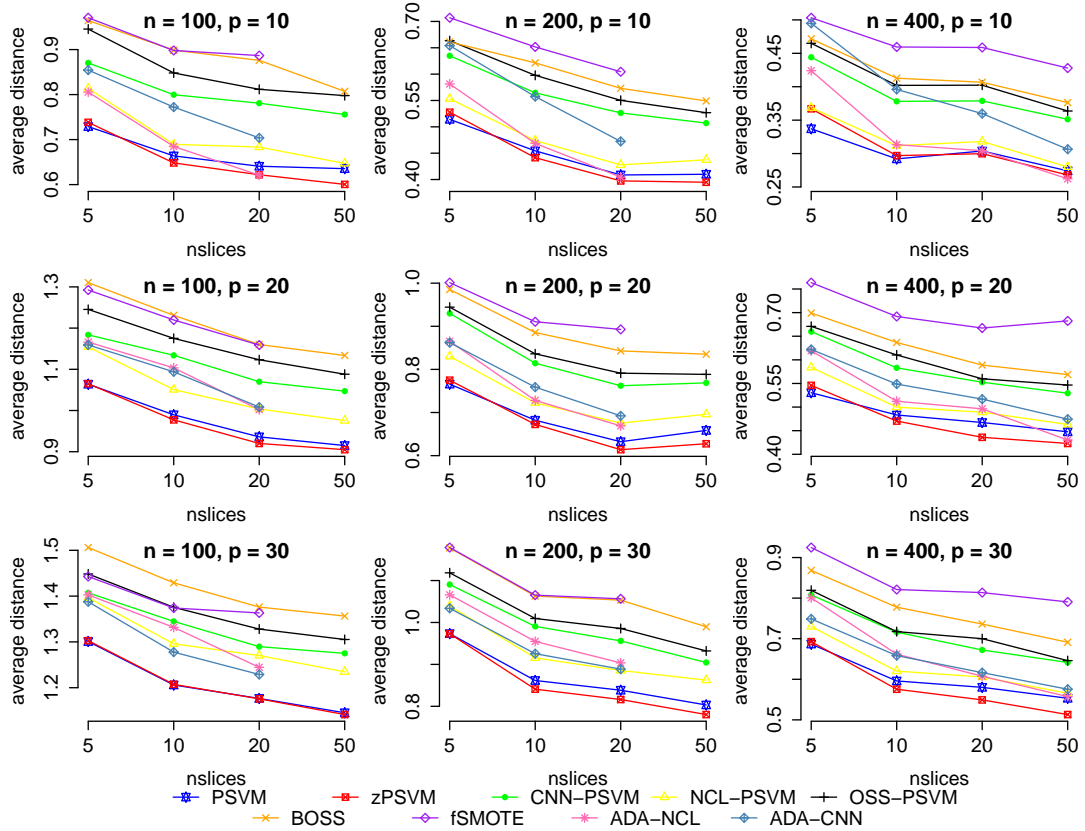 n = 100, p = 10
average distance
0.6 0.7 0.8 0.9
5 10 20 50
nslices
n = 200, p = 10
average distance
0.40 0.55 0.70
5 10 20 50
nslices
n = 400, p = 10
average distance
0.25 0.35 0.45
5 10 20 50
nslices
n = 100, p = 20
average distance
0.9 1.1 1.3
5 10 20 50
nslices
n = 200, p = 20
average distance
0.6 0.8 1.0
5 10 20 50
nslices
n = 400, p = 20
average distance
0.40 0.55 0.70
5 10 20 50
nslices
n = 100, p = 30
average distance
1.2 1.3 1.4 1.5
5 10 20 50
nslices
n = 200, p = 30
average distance
0.8 1.0
5 10 20 50
nslices
n = 400, p = 30
average distance
0.5 0.7 0.9
5 10 20 50
nslices
PSVM zPSVM CNN−PSVM NCL−PSVM OSS−PSVM
BOSS fSMOTE ADA−NCL ADA−CNN